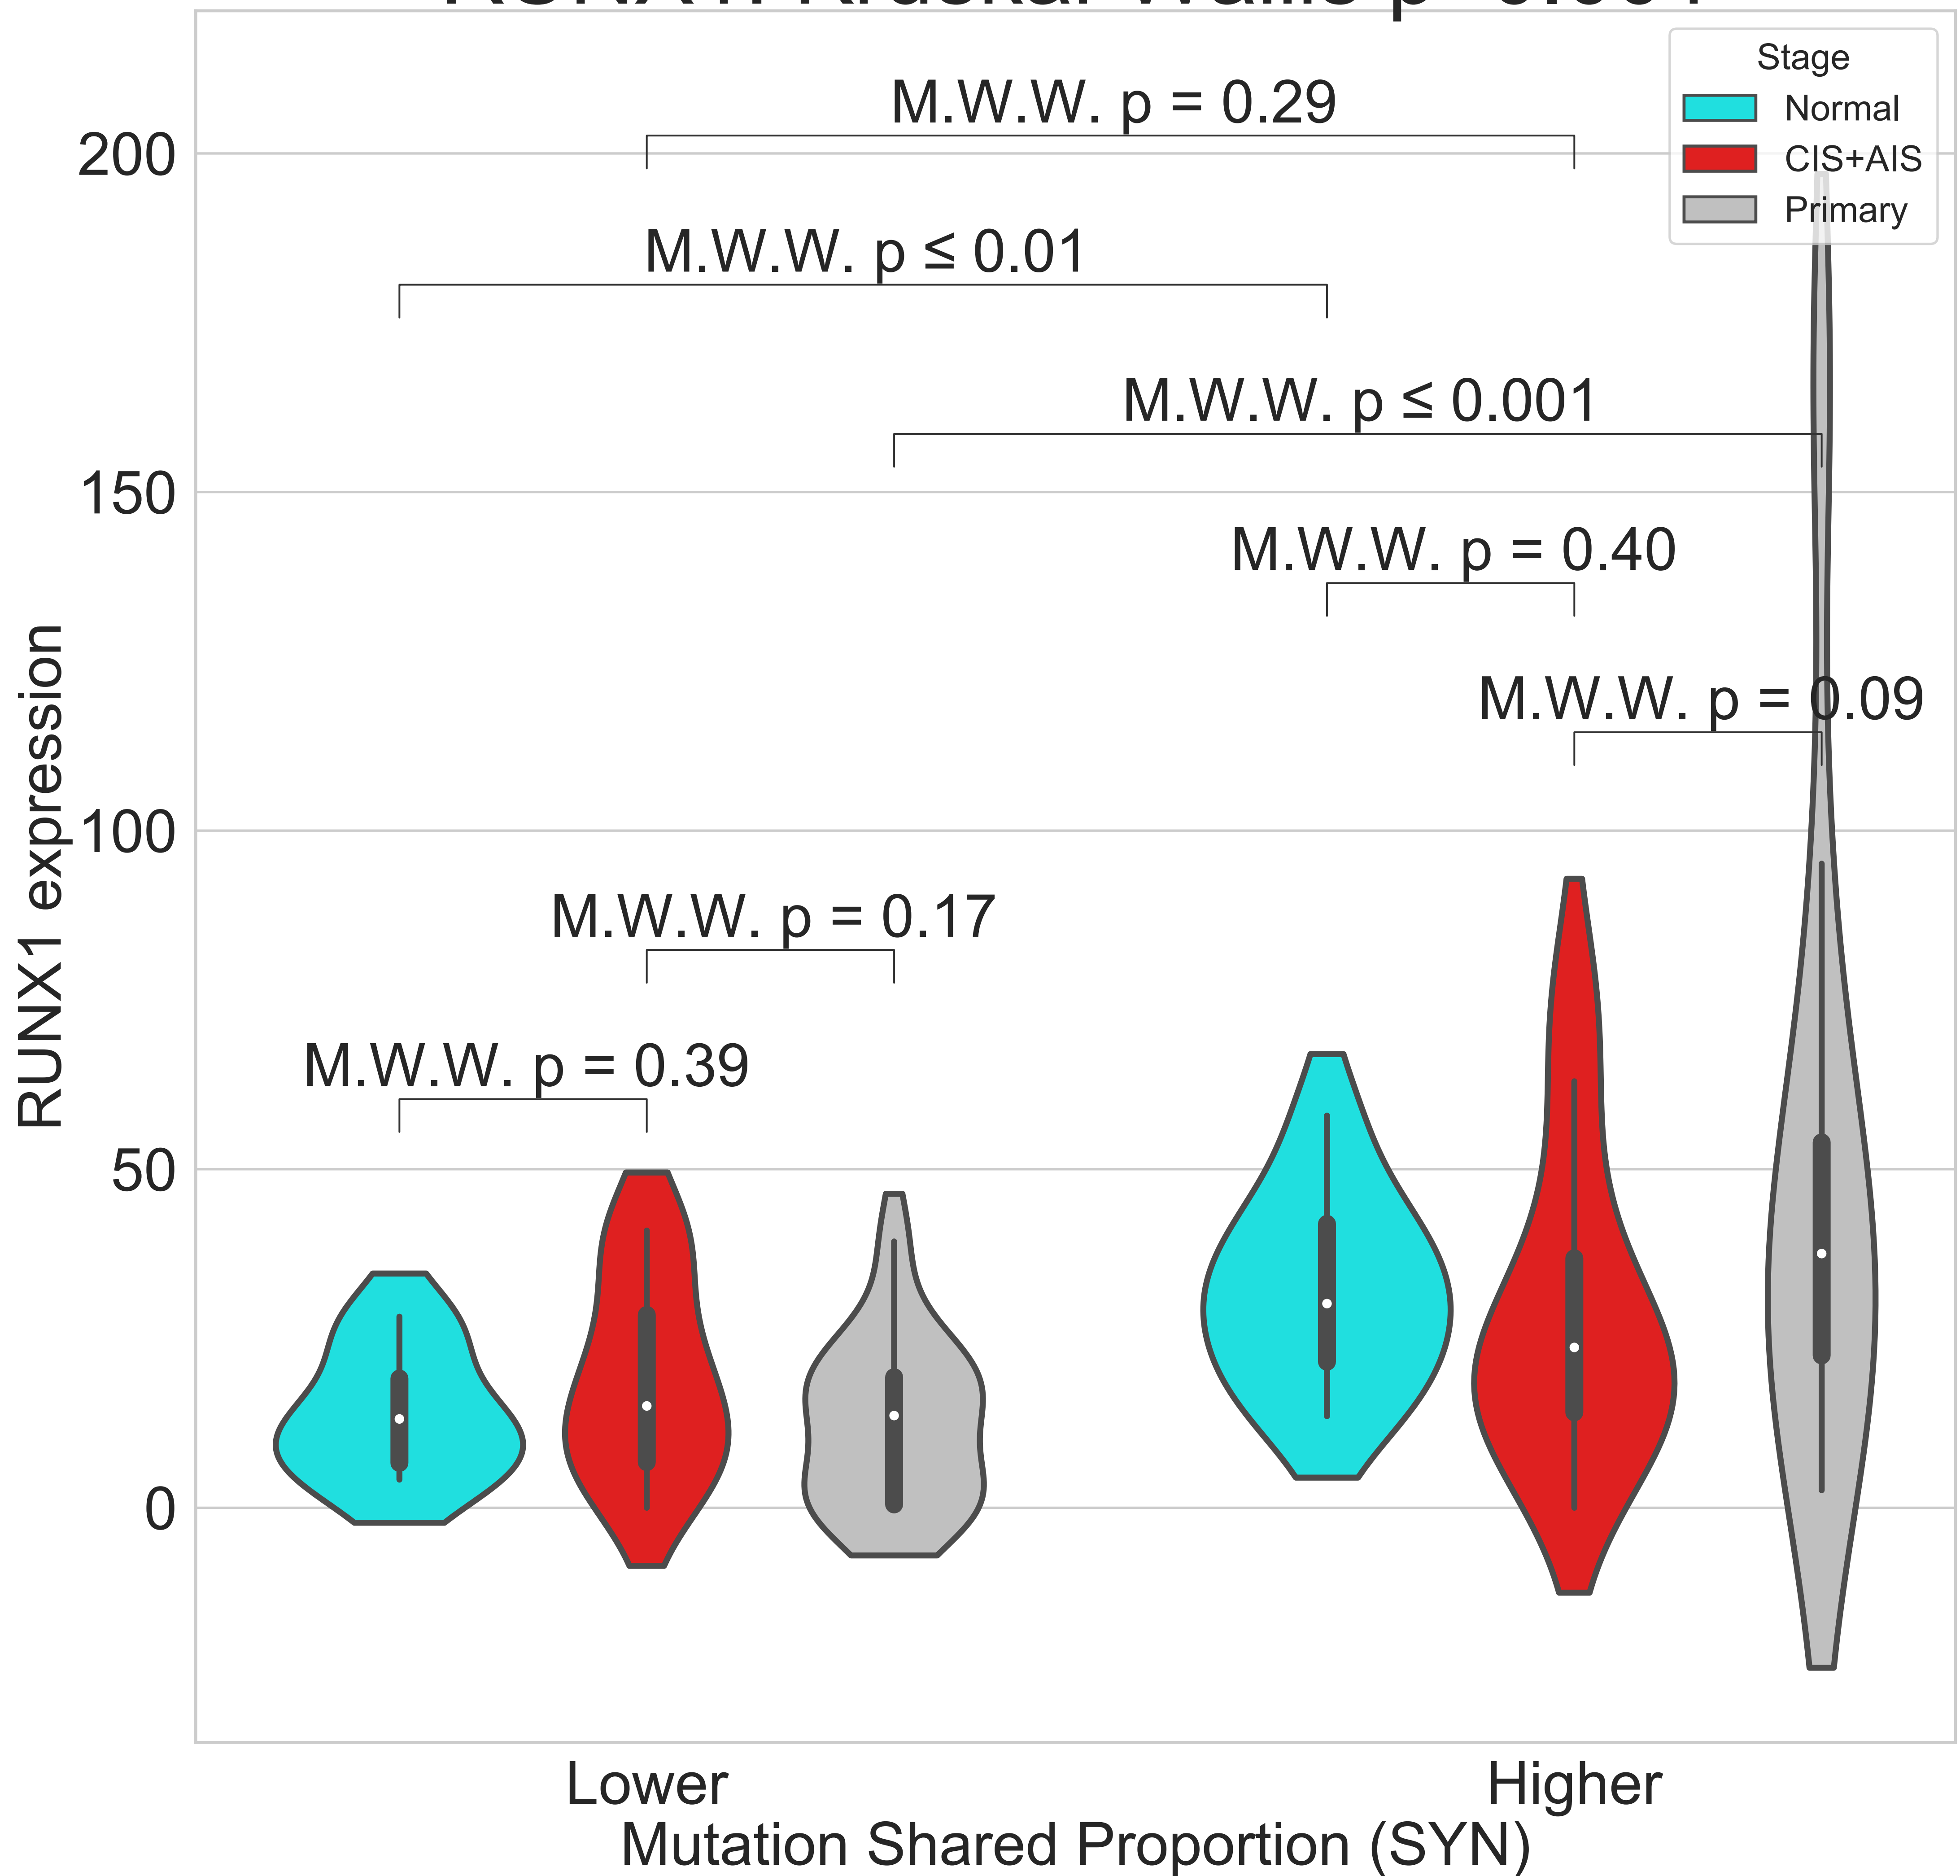 Stage
Normal
CIS+AIS
Primary
M.W.W. p = 0.29
M.W.W. p ≤ 0.01
M.W.W. p ≤ 0.001
M.W.W. p = 0.40
M.W.W. p = 0.09
M.W.W. p = 0.17
M.W.W. p = 0.39
200
150
100
50
0
RUNX1 expression
Lower
Higher
Mutation Shared Proportion (SYN)